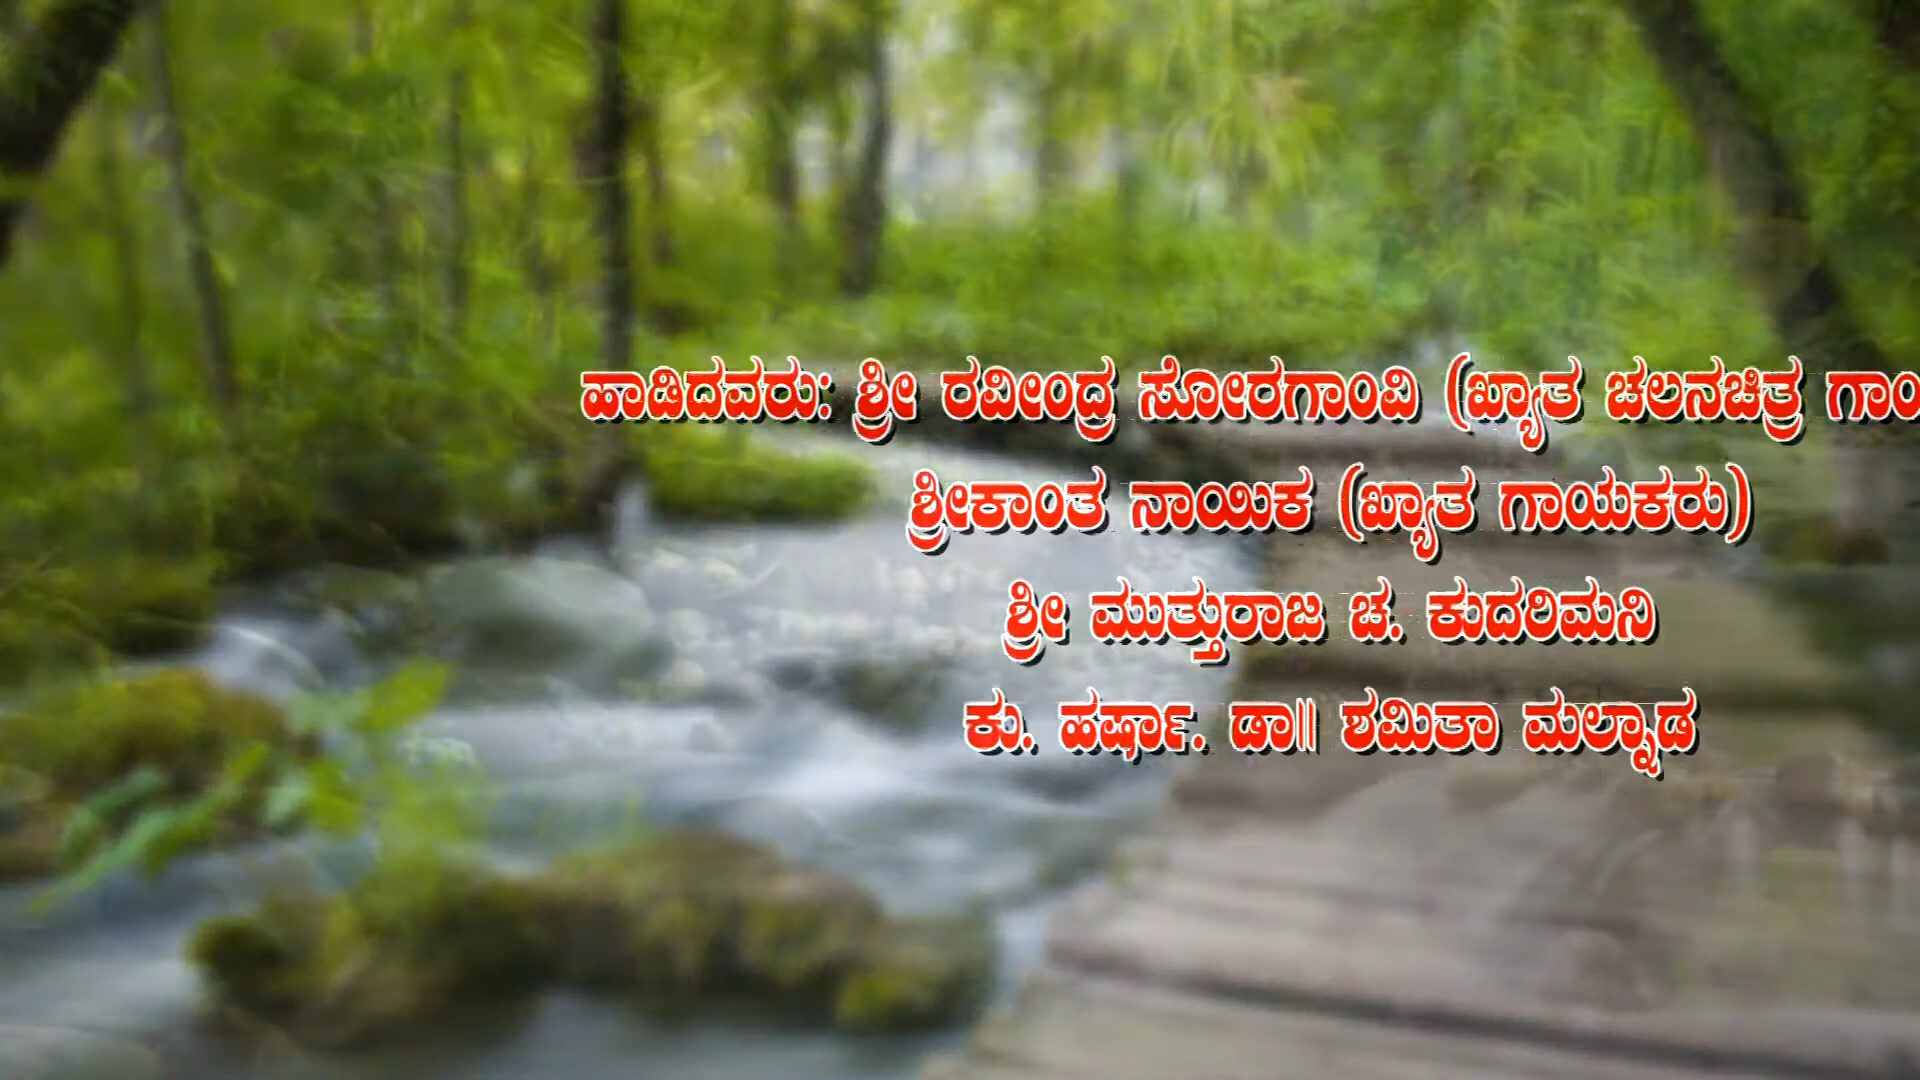 ಹಾಡಿದವರು: ಶ್ರೀ ರವೀಂದ್ರ ಸೋರಗಾಂವಿ (ಖ್ಯಾತ ಚಲನಚಿತ್ರ
ಶ್ರೀಕಾಂತ ನಾಯಿಕ (ಖ್ಯಾತ ಗಾಯಕರು)
ಶ್ರೀ ಮುತ್ತುರಾಜ ಚ. ಕುದರಿಮನಿ
ಕು. ಹರ್ಷಾ. ಡಾ॥ ಶಮಿತಾ ಮಲ್ನಾಡ